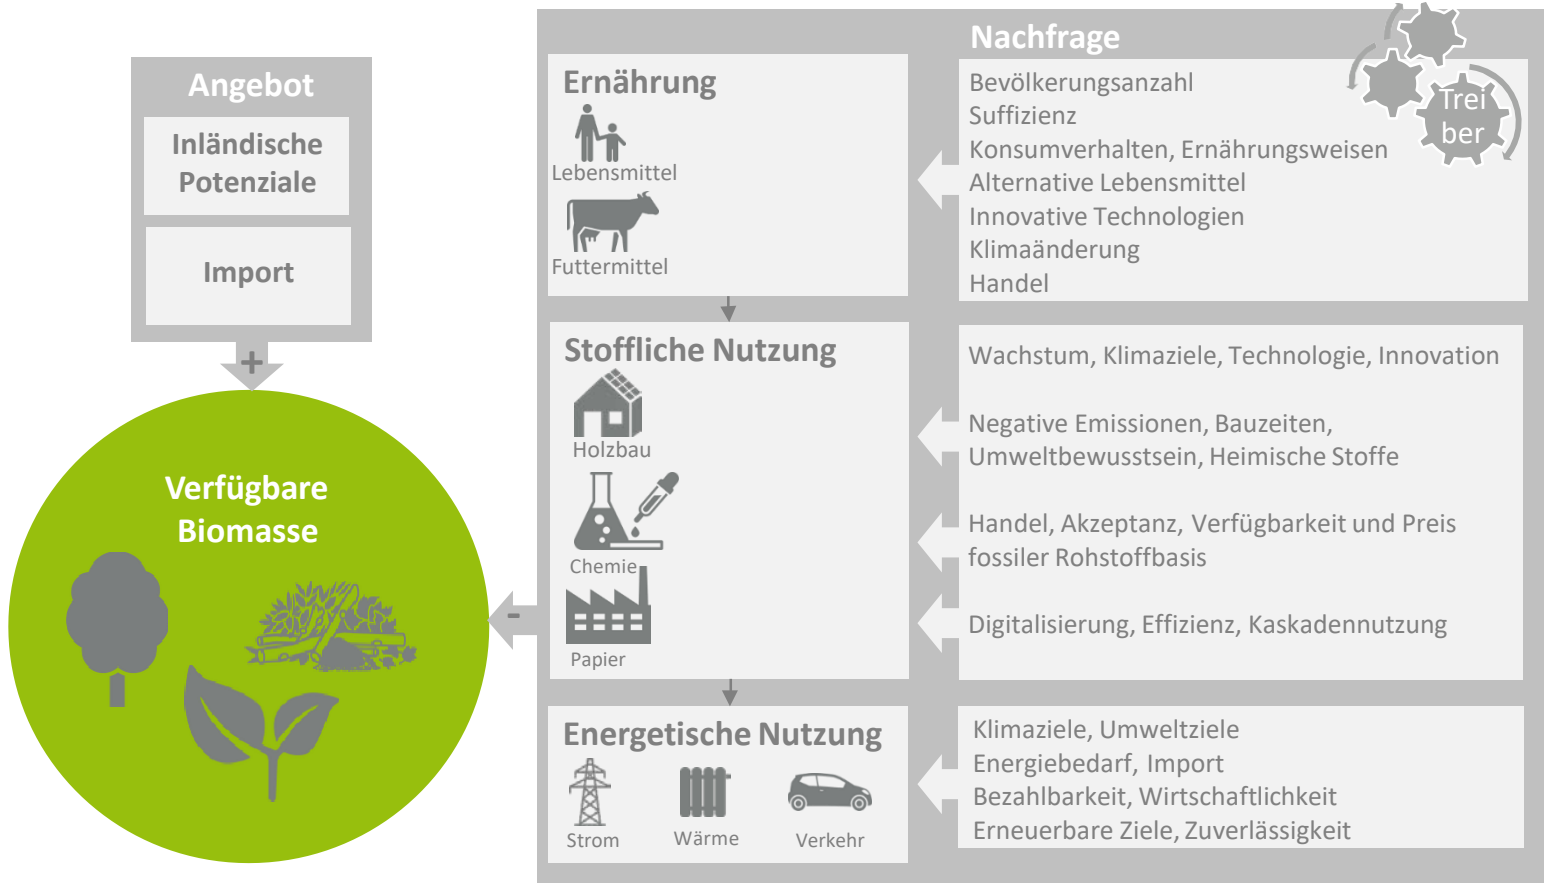 Angebot
Inländische
Potenziale
Import
+
Verfügbare
Biomasse
-
Nachfrage
Trei
ber
Ernährung
Lebensmittel
Futtermittel
Bevölkerungsanzahl
Suffizienz
Konsumverhalten, Ernährungsweisen
Alternative Lebensmittel
Innovative Technologien
Klimaänderung
Handel
Stoffliche Nutzung
Holzbau
Chemie
Papier
Wachstum, Klimaziele, Technologie, Innovation
Negative Emissionen, Bauzeiten,
Umweltbewusstsein, Heimische Stoffe
Handel, Akzeptanz, Verfügbarkeit und Preis
fossiler Rohstoffbasis
Digitalisierung, Effizienz, Kaskadennutzung
Energetische Nutzung
Strom
Wärme
Verkehr
Klimaziele, Umweltziele
Energiebedarf, Import
Bezahlbarkeit, Wirtschaftlichkeit
Erneuerbare Ziele, Zuverlässigkeit